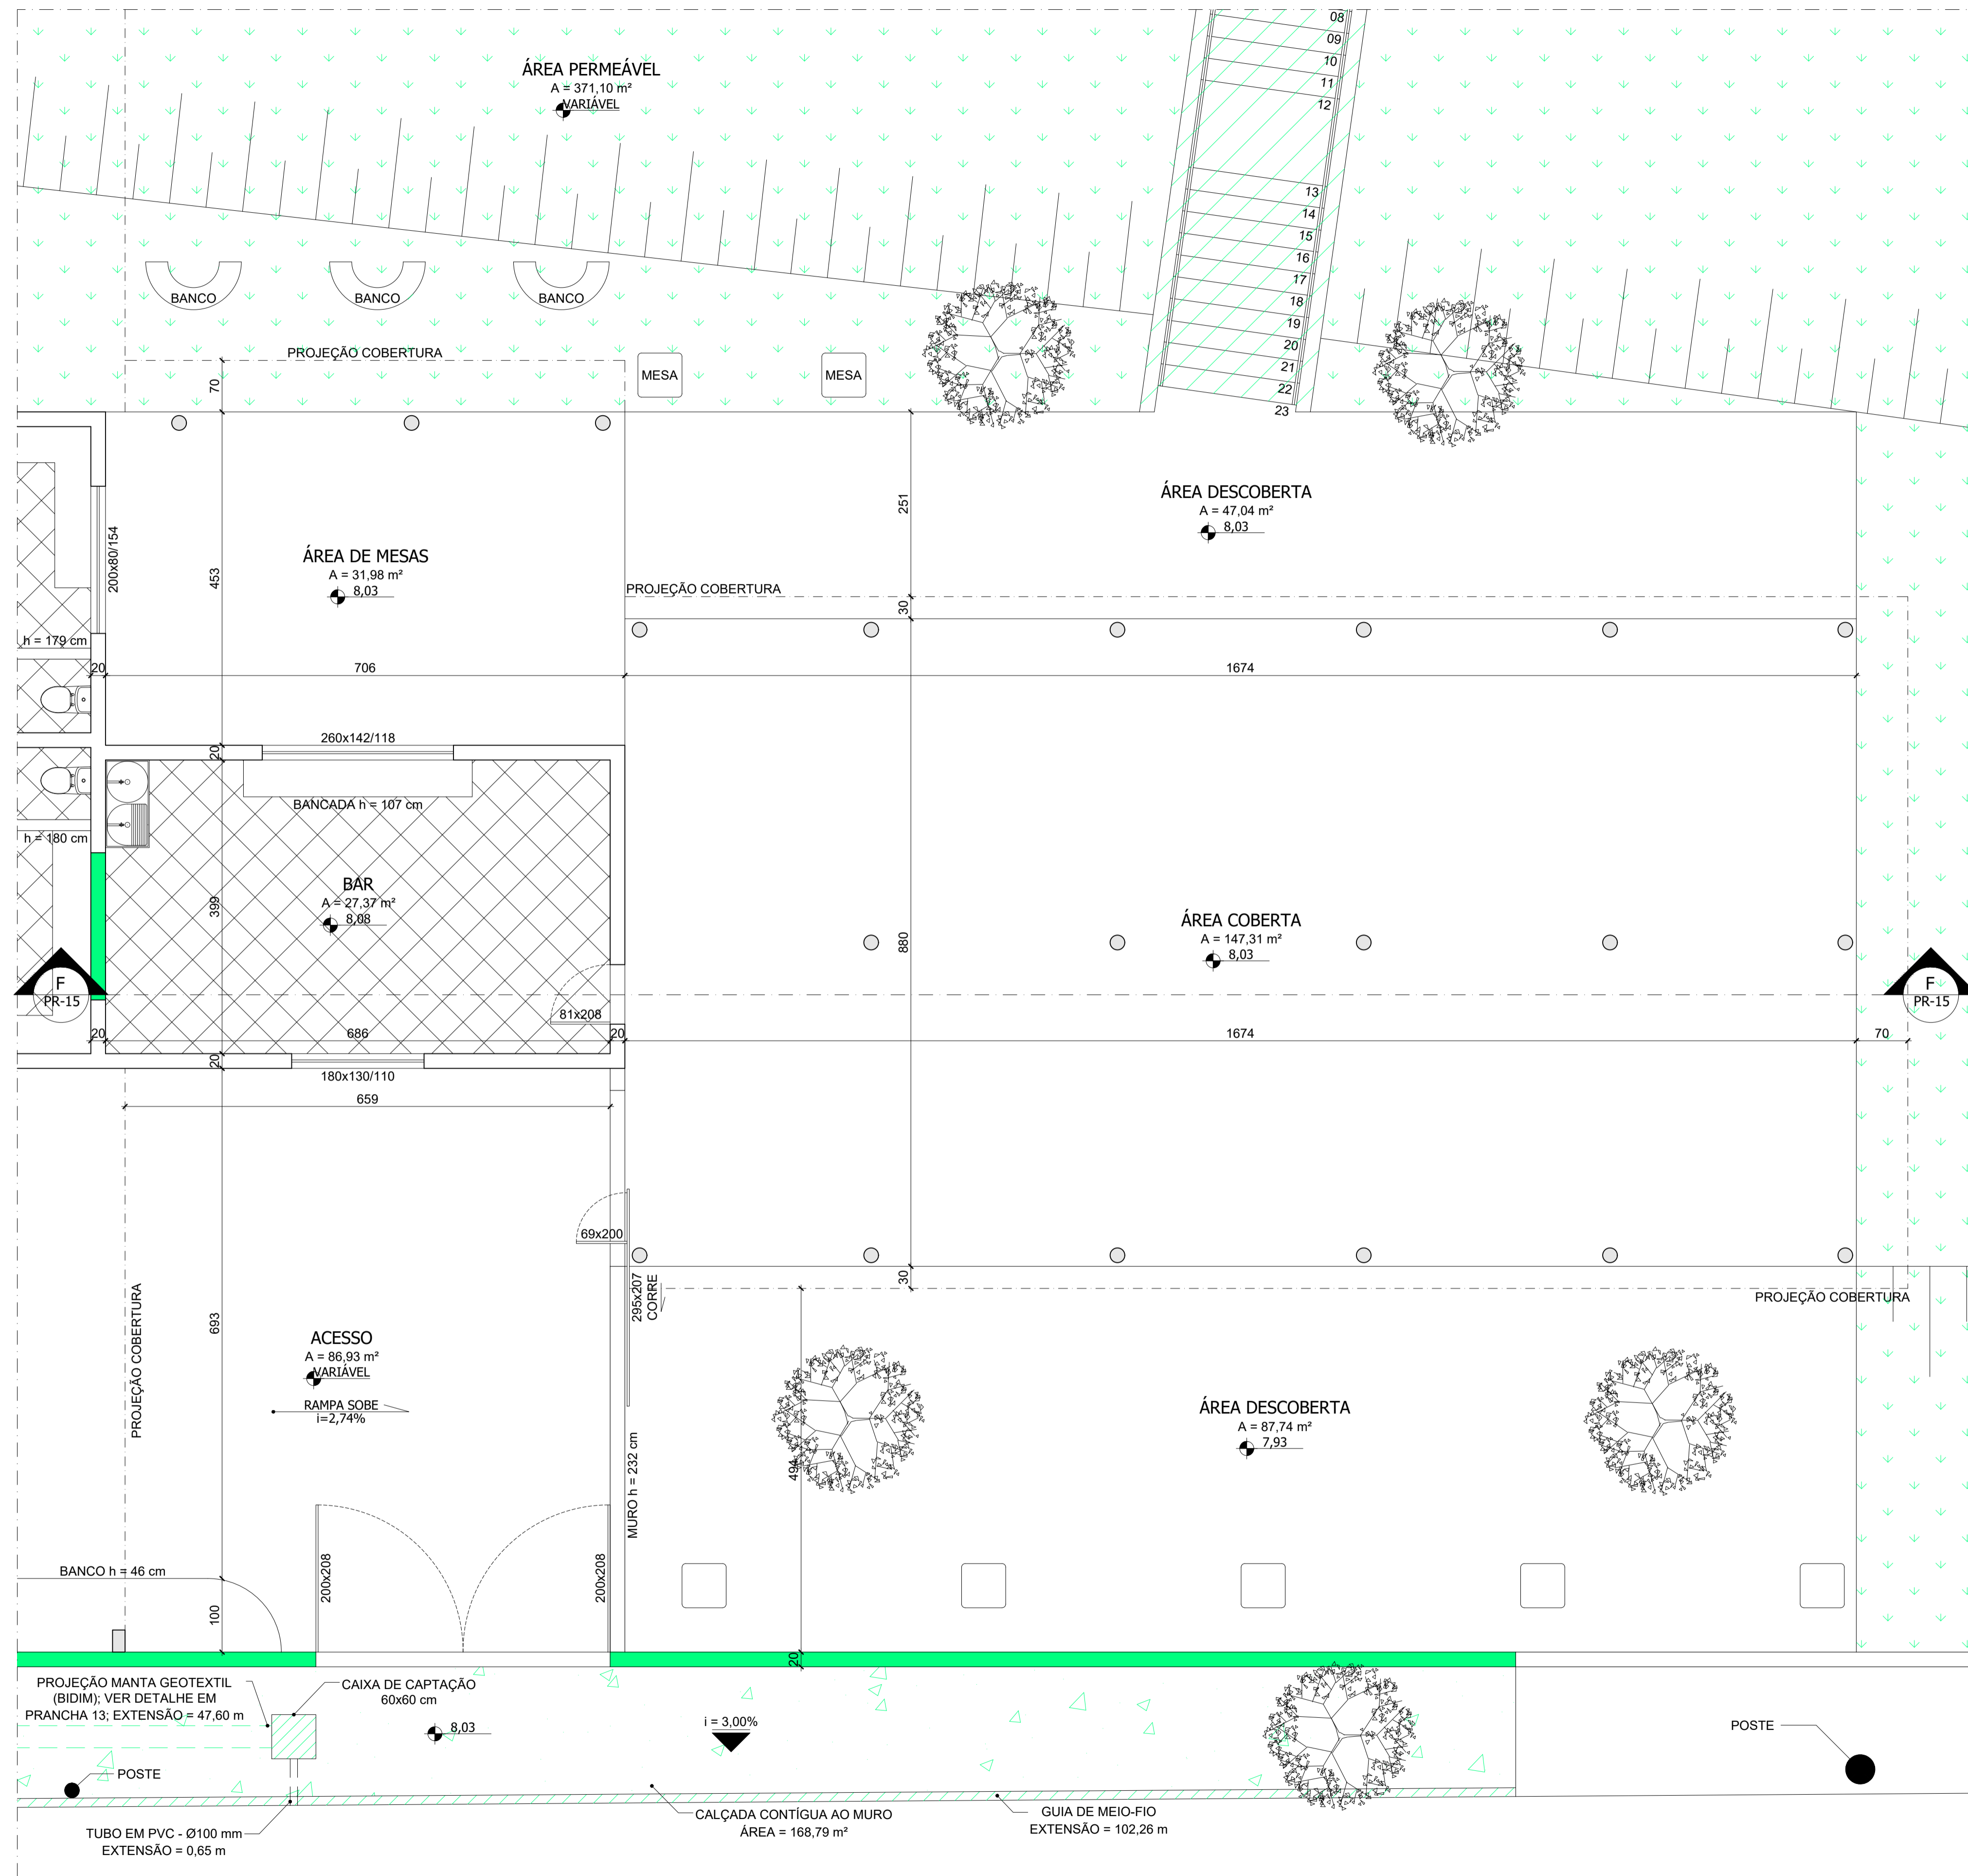 08
09
10
11
12
ÁREA PERMEÁVEL
A = 371,10 m²
VARIÁVEL
13
14
15
16
17
18
19
20
21
22
23
BANCO
BANCO
BANCO
PROJEÇÃO COBERTURA
MESA
MESA
70
200x80/154
453
ÁREA DE MESAS
A = 31,98 m²
8,03
251
ÁREA DESCOBERTA
A = 47,04 m²
8,03
PROJEÇÃO COBERTURA
30
h = 179 cm
20
706
1674
260x142/118
20
BANCADA h = 107 cm
h = 180 cm
399
BAR
A = 27,37 m²
8,08
880
ÁREA COBERTA
A = 147,31 m²
8,03
F
PR-15
F
PR-15
81x208
20
686
20
1674
70
20
180x130/110
659
69x200
295x207
CORRE
30
PROJEÇÃO COBERTURA
PROJEÇÃO COBERTURA
693
ACESSO
A = 86,93 m²
VARIÁVEL
RAMPA SOBE
i=2,74%
MURO h = 232 cm
494
ÁREA DESCOBERTA
A = 87,74 m²
7,93
BANCO h = 46 cm
100
200x208
200x208
20
PROJEÇÃO MANTA GEOTEXTIL
(BIDIM); VER DETALHE EM
PRANCHA 13; EXTENSÃO = 47,60 m
CAIXA DE CAPTAÇÃO
60x60 cm
8,03
i = 3,00%
POSTE
POSTE
TUBO EM PVC - Ø100 mm
EXTENSÃO = 0,65 m
CALÇADA CONTÍGUA AO MURO
ÁREA = 168,79 m²
GUIA DE MEIO-FIO
EXTENSÃO = 102,26 m